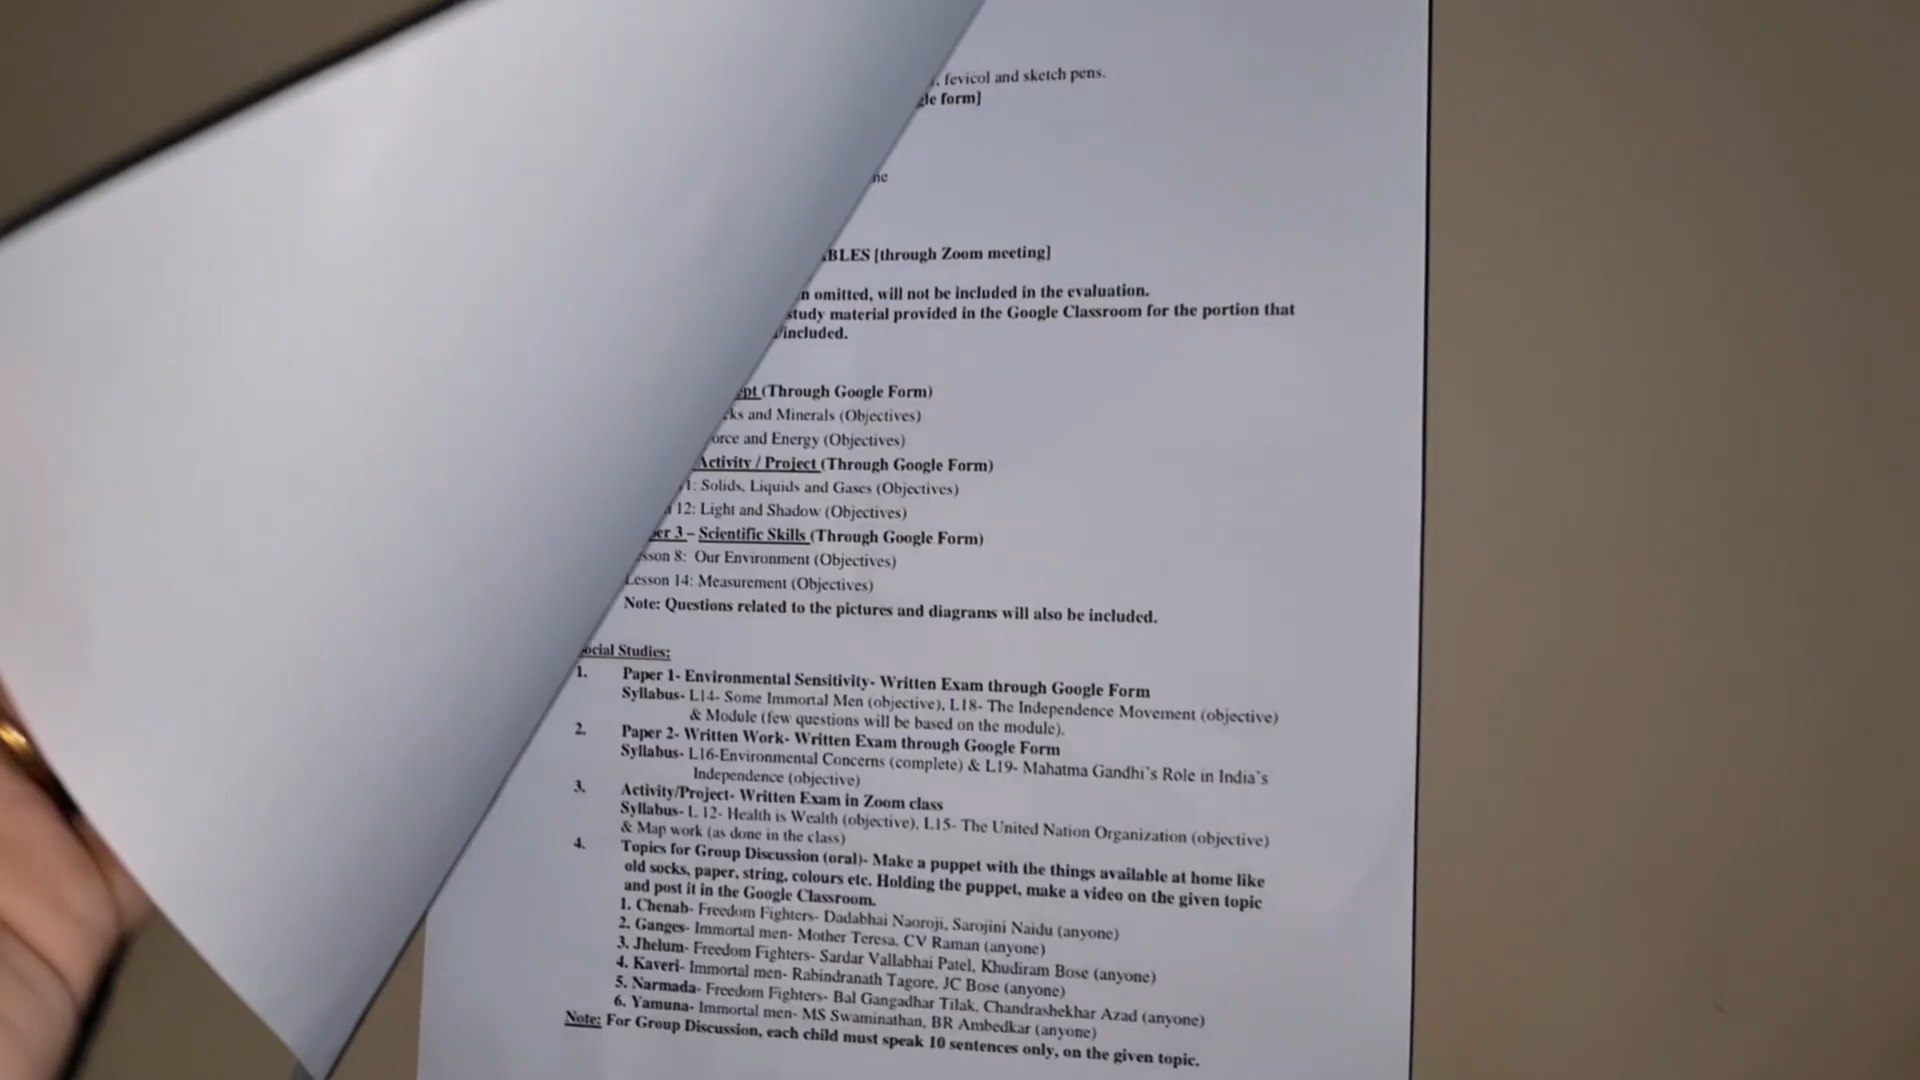 fevicol and sketch pens.
form]
[through Zoom meeting]
omitted, will not be included in the evaluation.
study material provided in the Google Classroom for the portion that
included.
(Through Google Form)
and Minerals (Objectives)
and Energy (Objectives)
Activity / Project (Through Google Form)
Solids, Liquids and Gases (Objectives)
12: Light and Shadow (Objectives)
3 – Scientific Skills (Through Google Form)
8: Our Environment (Objectives)
Lesson 14: Measurement (Objectives)
Note: Questions related to the pictures and diagrams will also be included.
Social Studies:
1. Paper 1- Environmental Sensitivity- Written Exam through Google Form
Syllabus- L14- Some Immortal Men (objective), L18- The Independence Movement (objective)
& Module (few questions will be based on the module).
2. Paper 2- Written Work- Written Exam through Google Form
Syllabus- L16-Environmental Concerns (complete) & L19- Mahatma Gandhi's Role in India's
Independence (objective)
3. Activity/Project- Written Exam in Zoom class
Syllabus- L 12- Health is Wealth (objective), L15- The United Nation Organization (objective)
& Map work (as done in the class)
4. Topics for Group Discussion (oral)- Make a puppet with the things available at home like
old socks, paper, string, colours etc. Holding the puppet, make a video on the given topic
and post it in the Google Classroom.
1. Chenab- Freedom Fighters- Dadabhai Naoroji, Sarojini Naidu (anyone)
2. Ganges- Immortal men- Mother Teresa, CV Raman (anyone)
3. Jhelum- Freedom Fighters- Sardar Vallabhai Patel, Khudiram Bose (anyone)
4. Kaveri- Immortal men- Rabindranath Tagore, JC Bose (anyone)
5. Narmada- Freedom Fighters- Bal Gangadhar Tilak, Chandrashekhar Azad (anyone)
6. Yamuna- Immortal men- MS Swaminathan, BR Ambedkar (anyone)
Note: For Group Discussion, each child must speak 10 sentences only, on the given topic.